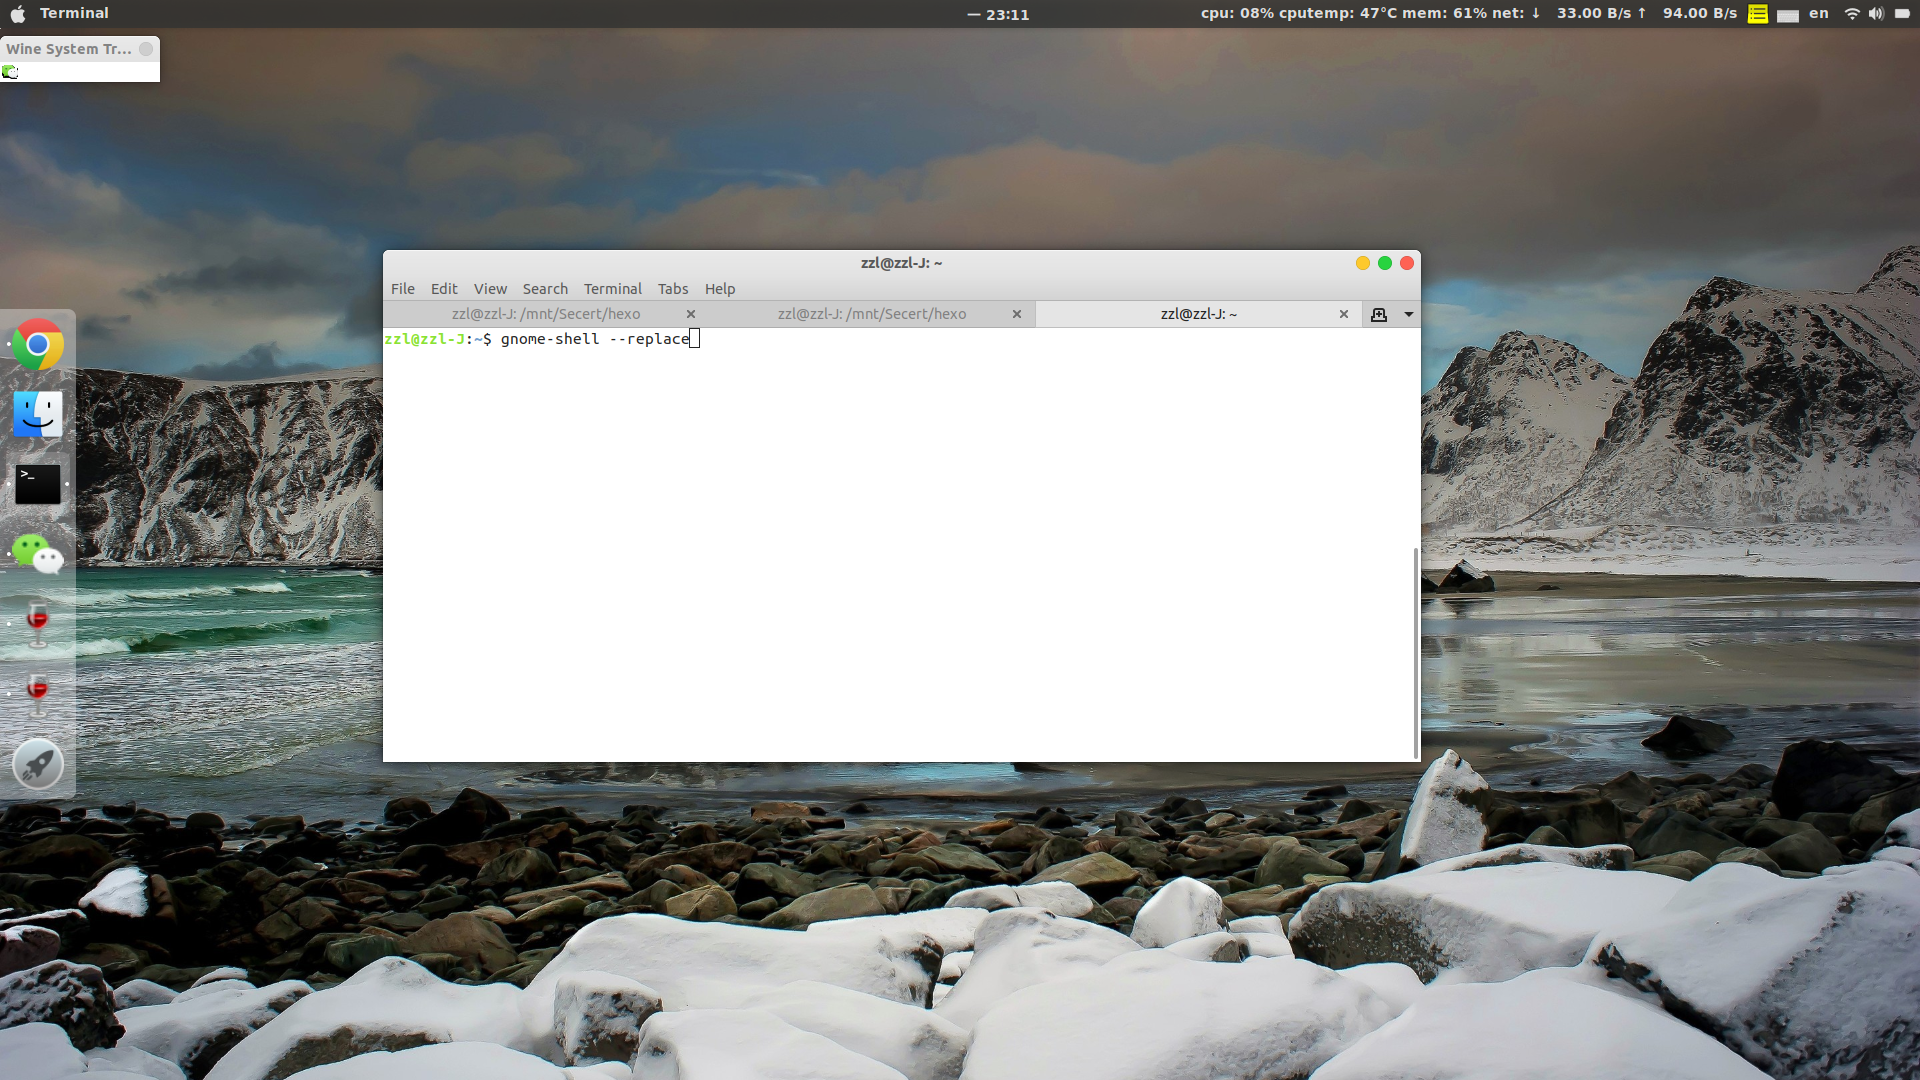 Terminal
一 23:11
cpu: 08% cputemp: 47°C mem: 61% net: ↓ 33.00 B/s ↑ 94.00 B/s
en
Wine System Tr...
zzl@zzl-J: ~
File Edit View Search Terminal Tabs Help
zzl@zzl-J: /mnt/Secert/hexo
zzl@zzl-J: /mnt/Secert/hexo
zzl@zzl-J: ~
zzl@zzl-J:~$ gnome-shell --replace
>_